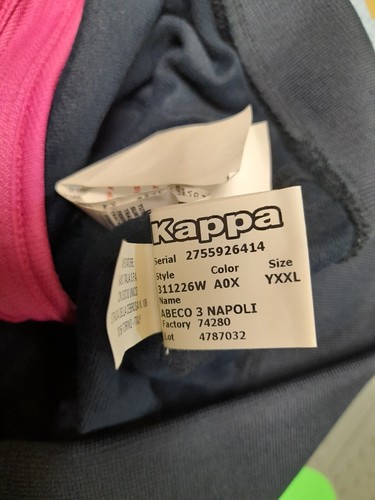 Kappa
Serial 2755926414
Style Color Size
311226W A0X YXXL
Name
ABECO 3 NAPOLI
Factory 74280
Lot 4787032